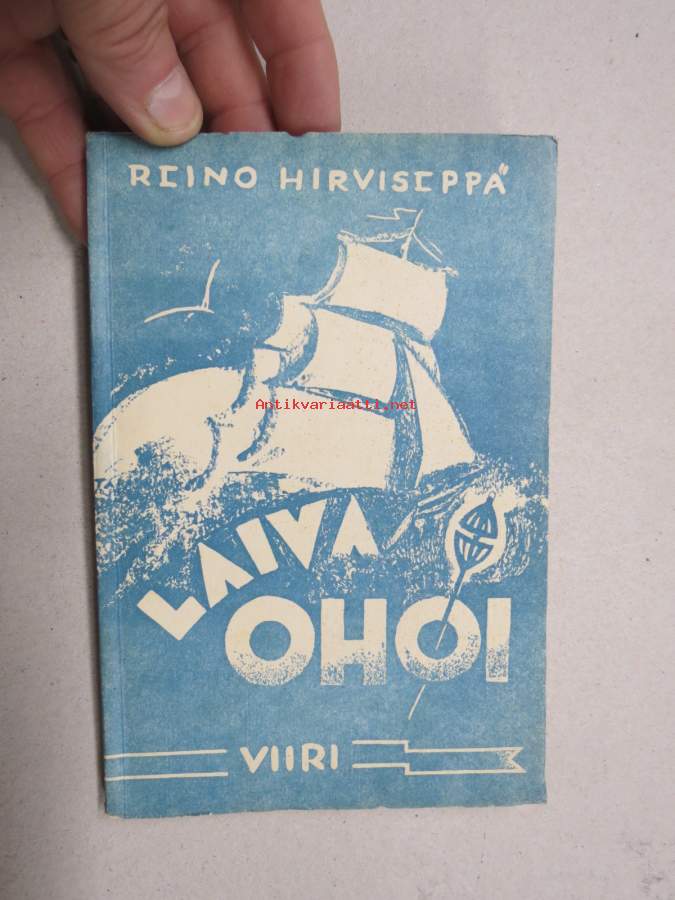 REINO HIRVISEPPÄ
Antikvariaatti.net
LAIVA
OHOI
VIIRI